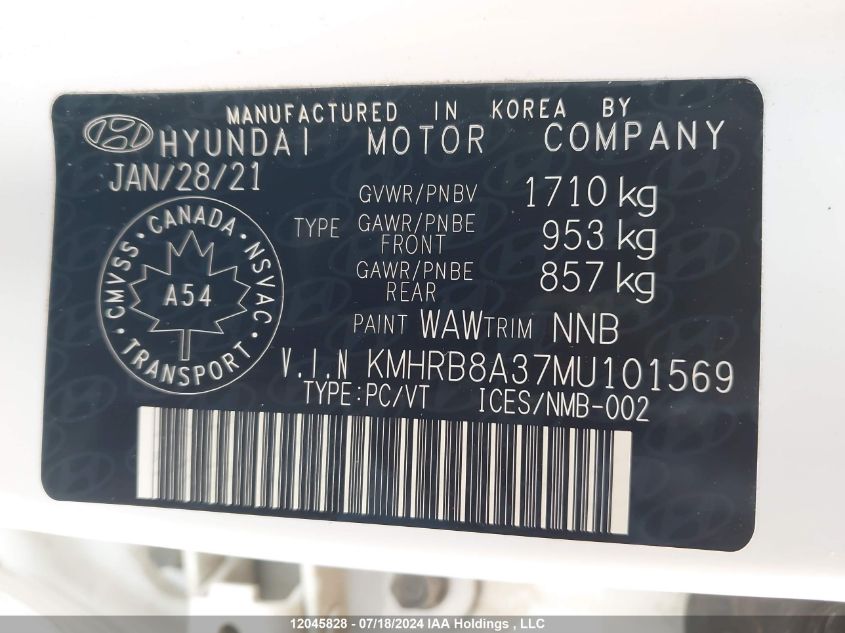 MANUFACTURED IN KOREA BY
HYUNDAI MOTOR COMPANY
JAN/28/21
GVWR/PNBV 1710 kg
TYPE GAWR/PNBE FRONT 953 kg
GAWR/PNBE REAR 857 kg
CMVSS • CANADA • NSVAC • TRANSPORT •
A54
PAINT WAW TRIM NNB
V.I.N KMHRB8A37MU101569
TYPE:PC/VT ICES/NMB-002
12045828 - 07/18/2024 IAA Holdings , LLC